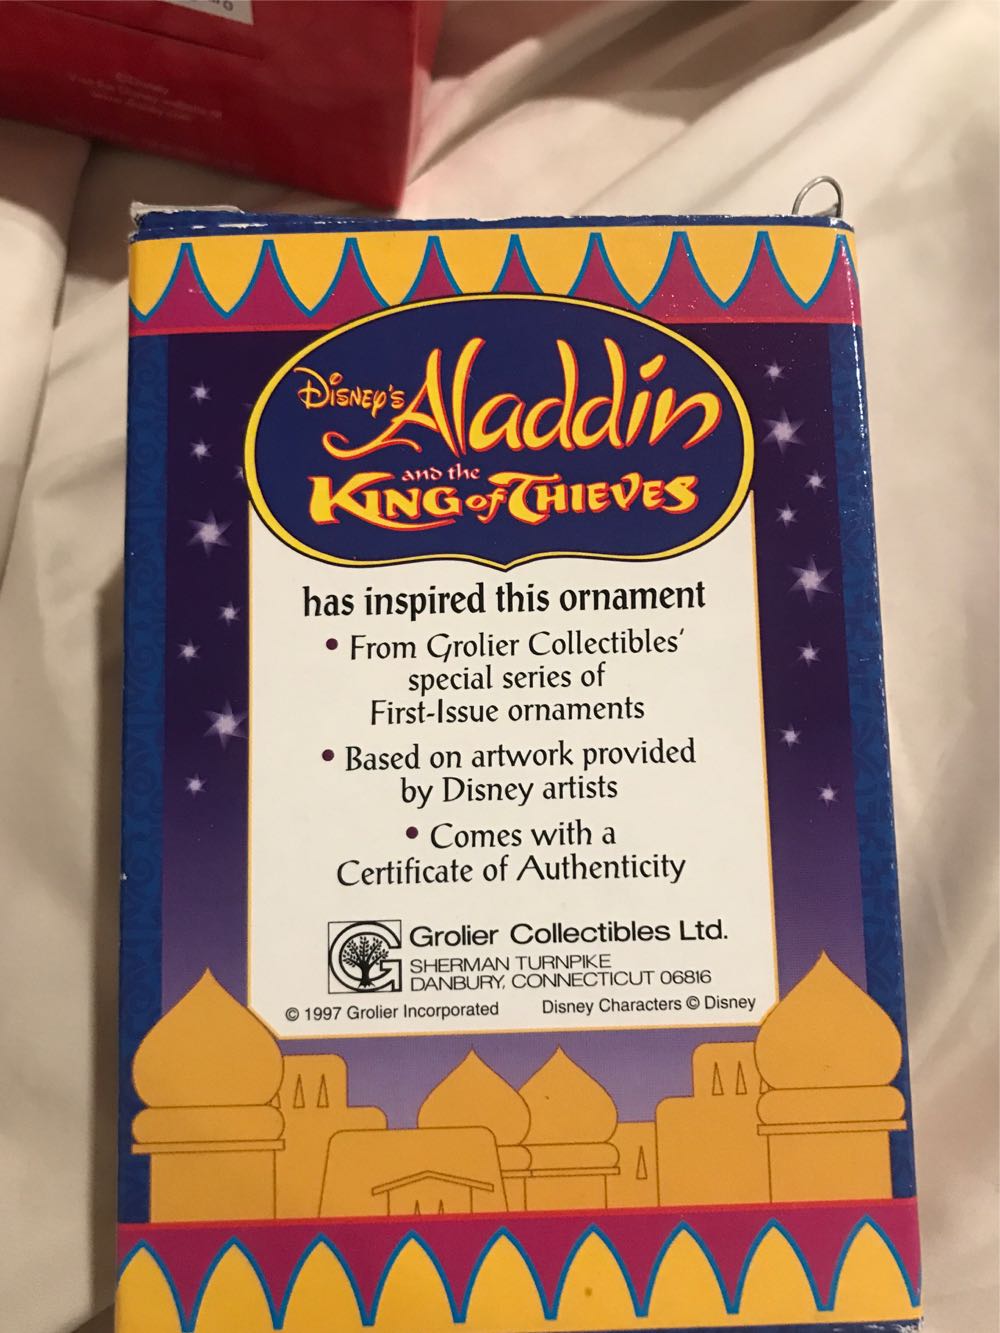 Disney's Aladdin
and the
King of Thieves
has inspired this ornament
• From Grolier Collectibles'
special series of
First-Issue ornaments
• Based on artwork provided
by Disney artists
• Comes with a
Certificate of Authenticity
G
Grolier Collectibles Ltd.
SHERMAN TURNPIKE
DANBURY, CONNECTICUT 06816
© 1997 Grolier Incorporated Disney Characters © Disney